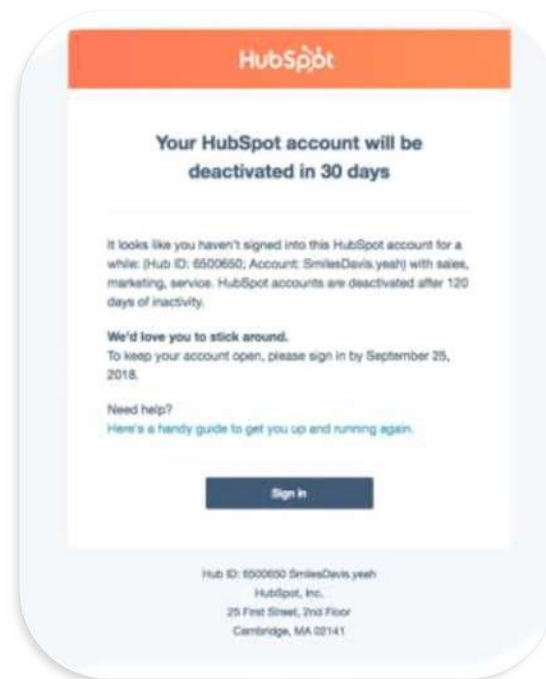 HubSpot
Your HubSpot account will be
deactivated in 30 days
It looks like you haven't signed into this HubSpot account for a
while: (Hub ID: 6500650; Account: SmilesDavis.yeah) with sales,
marketing, service. HubSpot accounts are deactivated after 120
days of inactivity.
We'd love you to stick around.
To keep your account open, please sign in by September 25,
2018.
Need help?
Here's a handy guide to get you up and running again.
Sign in
Hub ID: 6500650 SmilesDavis.yeah
HubSpot, Inc.
25 First Street, 2nd Floor
Cambridge, MA 02141